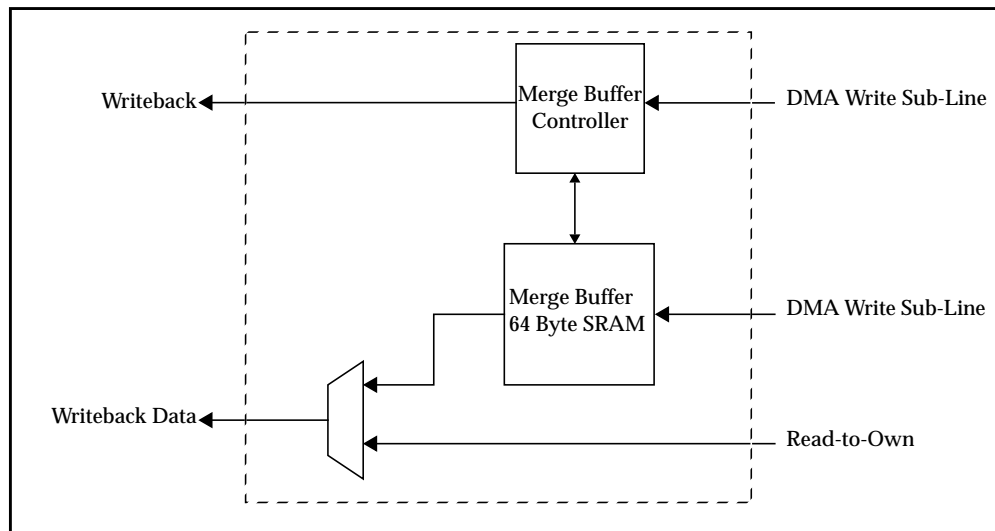 Writeback
Merge Buffer
Controller
DMA Write Sub-Line
Merge Buffer
64 Byte SRAM
DMA Write Sub-Line
Writeback Data
Read-to-Own